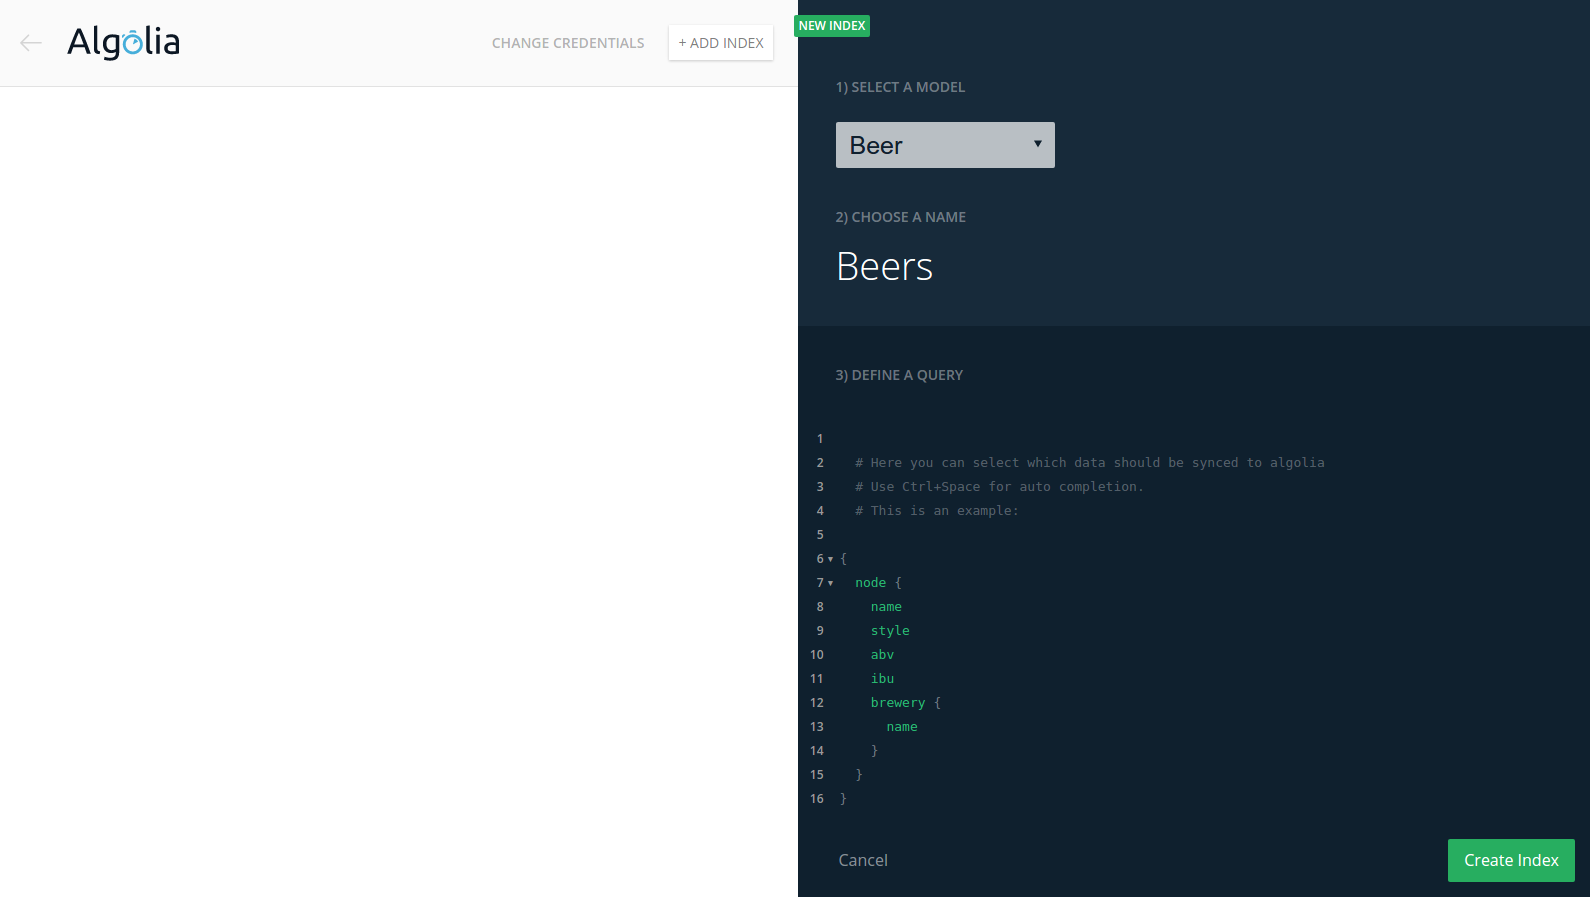 Algolia
CHANGE CREDENTIALS
+ ADD INDEX
NEW INDEX
1) SELECT A MODEL
Beer
2) CHOOSE A NAME
Beers
3) DEFINE A QUERY
1
2 # Here you can select which data should be synced to algolia
3 # Use Ctrl+Space for auto completion.
4 # This is an example:
5
6 {
7 node {
8 name
9 style
10 abv
11 ibu
12 brewery {
13 name
14 }
15 }
16 }
Cancel
Create Index